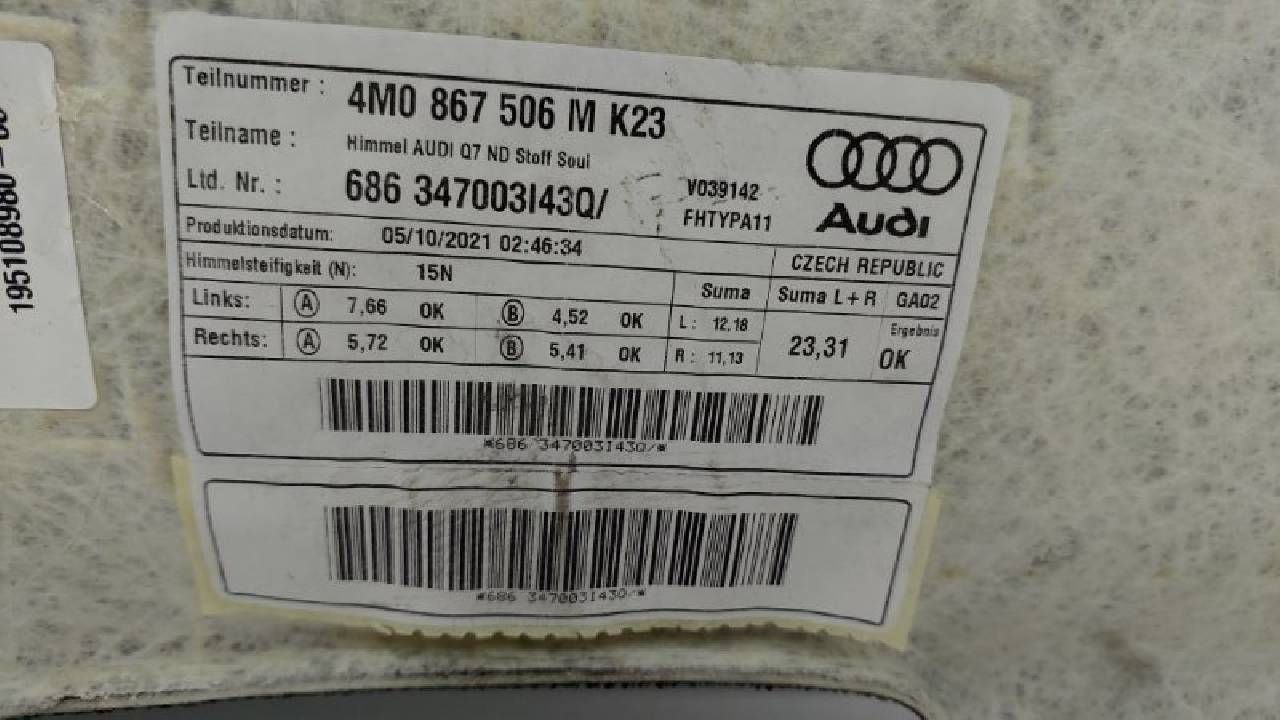 Teilnummer : 4M0 867 506 M K23
Teilname : Himmel AUDI Q7 ND Stoff Soul
Ltd. Nr. : 686 347003I43Q/
V039142
FHTYPA11
Audi
Produktionsdatum: 05/10/2021 02:46:34
CZECH REPUBLIC
Himmelsteifigkeit (N): 15N
Suma
Suma L + R
GA02
Links: A 7,66 OK B 4,52 OK L: 12,18
Rechts: A 5,72 OK B 5,41 OK R: 11,13
23,31
Ergebnis
OK
*686 347003I43Q/*
*686 347003I43Q/*